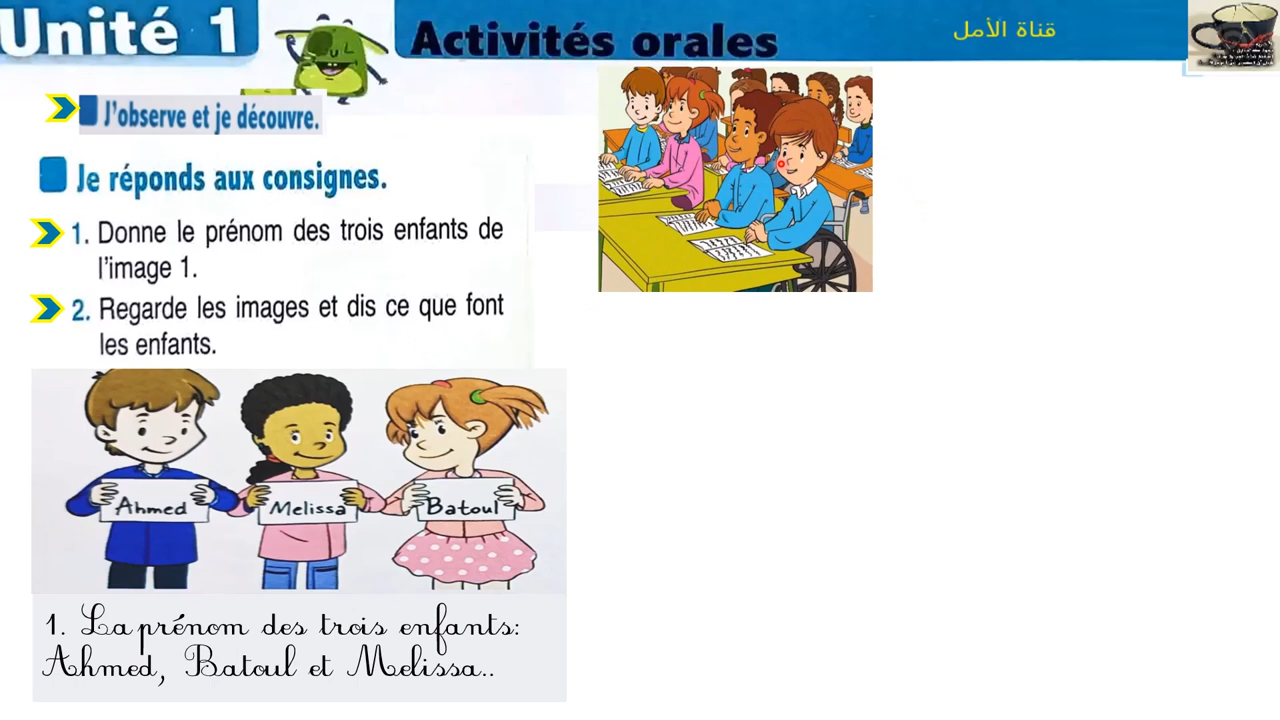 Unité 1
Activités orales
قناة الأمل
J'observe et je découvre.
Je réponds aux consignes.
1. Donne le prénom des trois enfants de
l'image 1.
2. Regarde les images et dis ce que font
les enfants.
Ahmed
Melissa
Batoul
1. La prénom des trois enfants:
Ahmed, Batoul et Melissa..